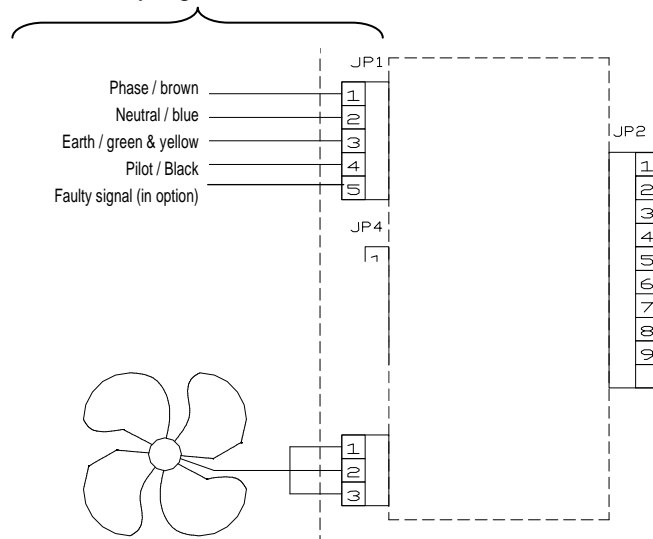 JP1
Phase / brown
1
Neutral / blue
2
Earth / green & yellow
3
Pilot / Black
4
Faulty signal (in option)
5
JP2
1
2
3
4
5
6
7
8
9
JP4
1
2
3